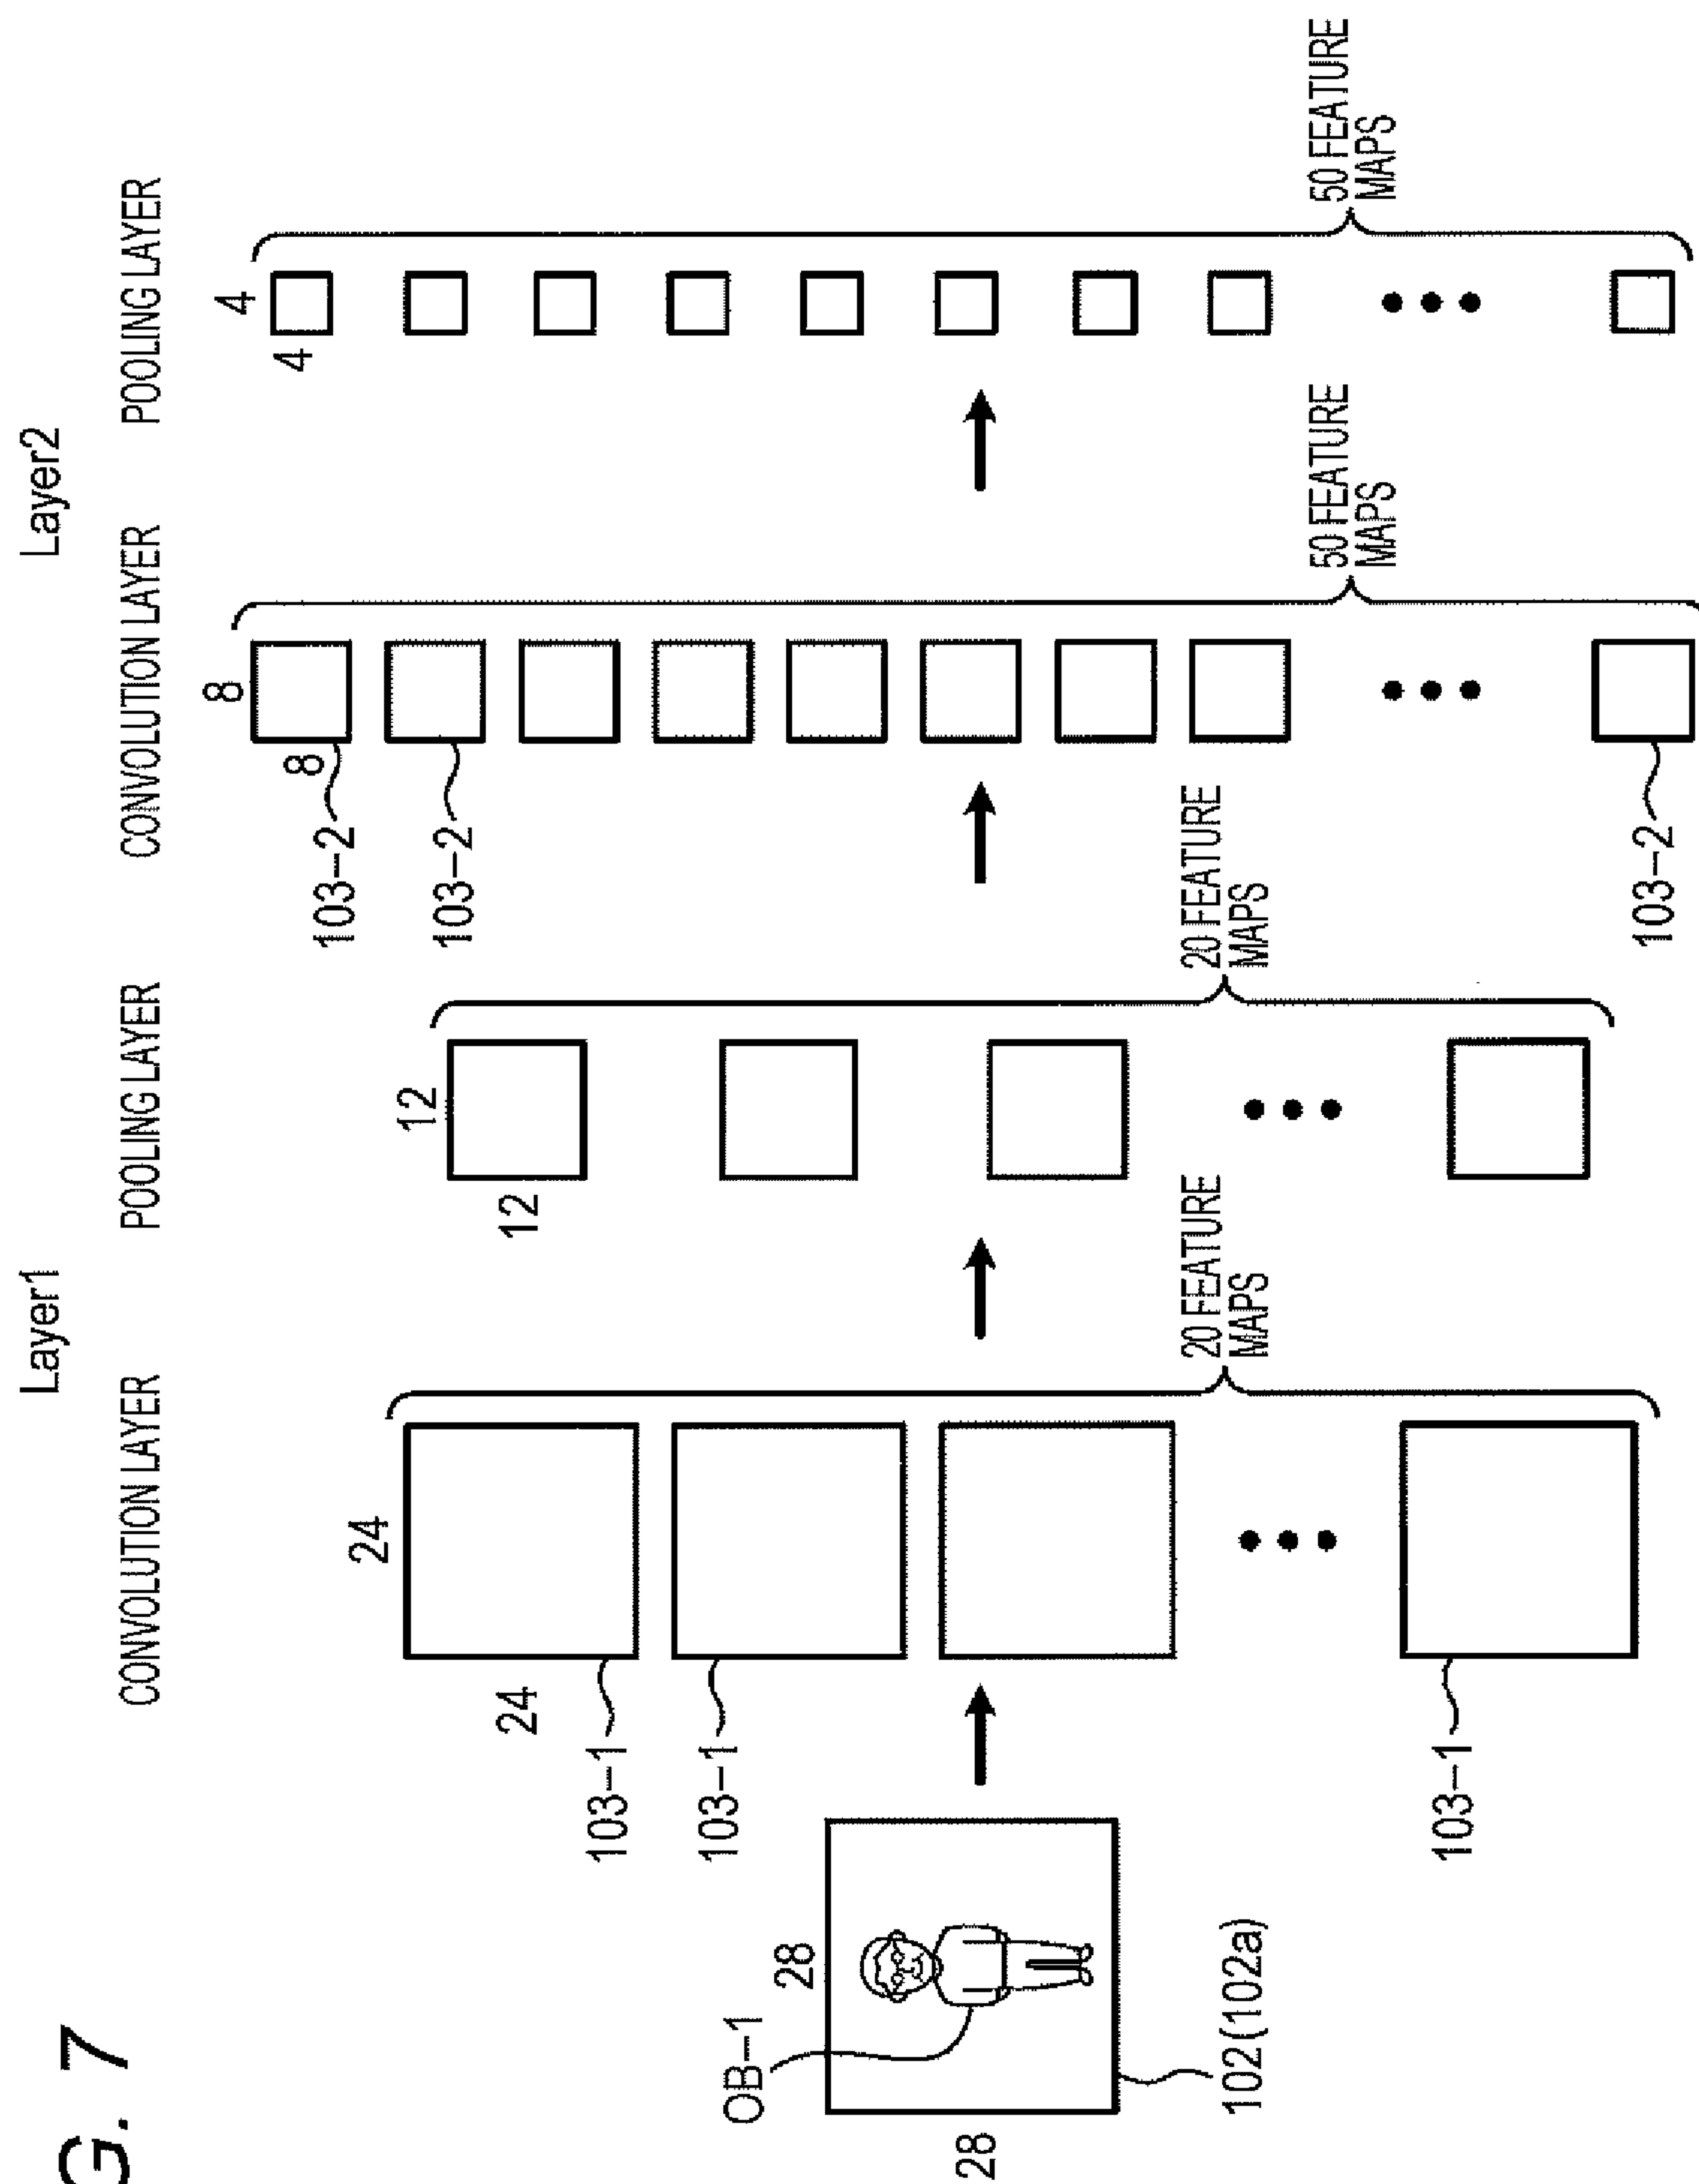 G. 7
Layer1
Layer2
CONVOLUTION LAYER
POOLING LAYER
CONVOLUTION LAYER
POOLING LAYER
28
28
OB-1
102(102a)
24
24
103-1
103-1
103-1
20 FEATURE
MAPS
12
12
20 FEATURE
MAPS
8
8
103-2
103-2
103-2
50 FEATURE
MAPS
4
4
50 FEATURE
MAPS